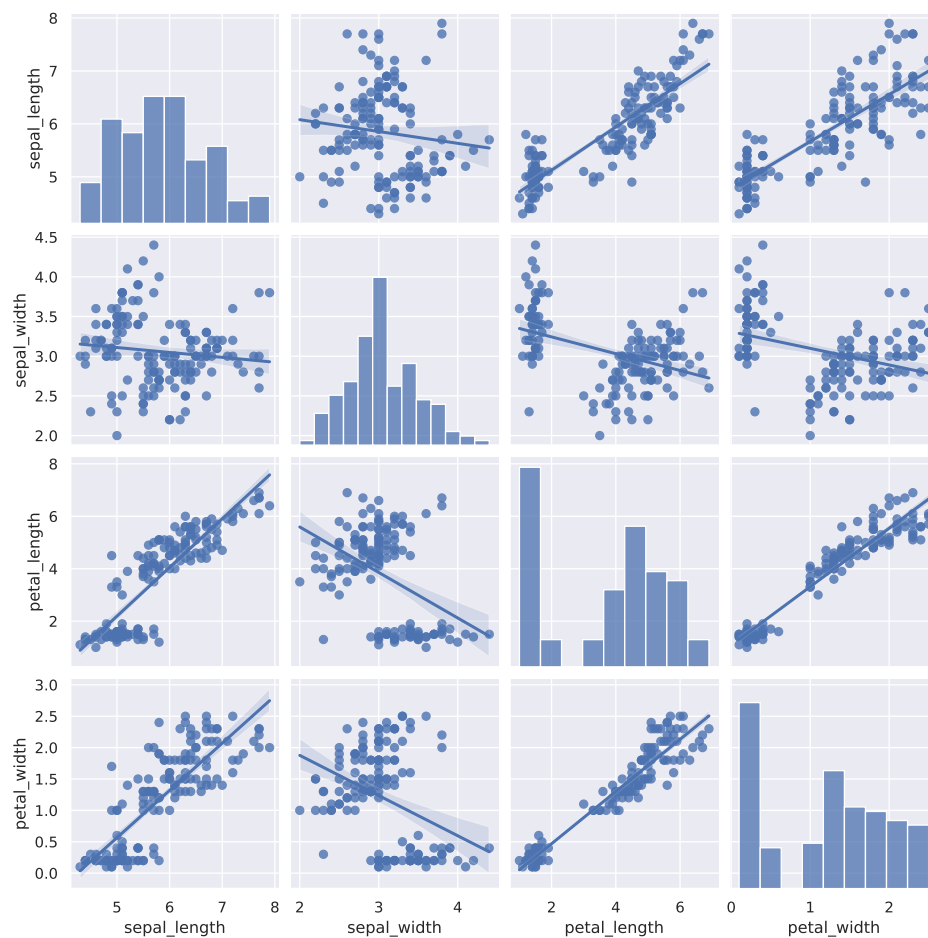 8
7
6
5
sepal_length
4.5
4.0
3.5
3.0
2.5
2.0
sepal_width
8
6
4
2
petal_length
3.0
2.5
2.0
1.5
1.0
0.5
0.0
petal_width
5 6 7 8
2 3 4
2 4 6
0 1 2
sepal_length sepal_width petal_length petal_width